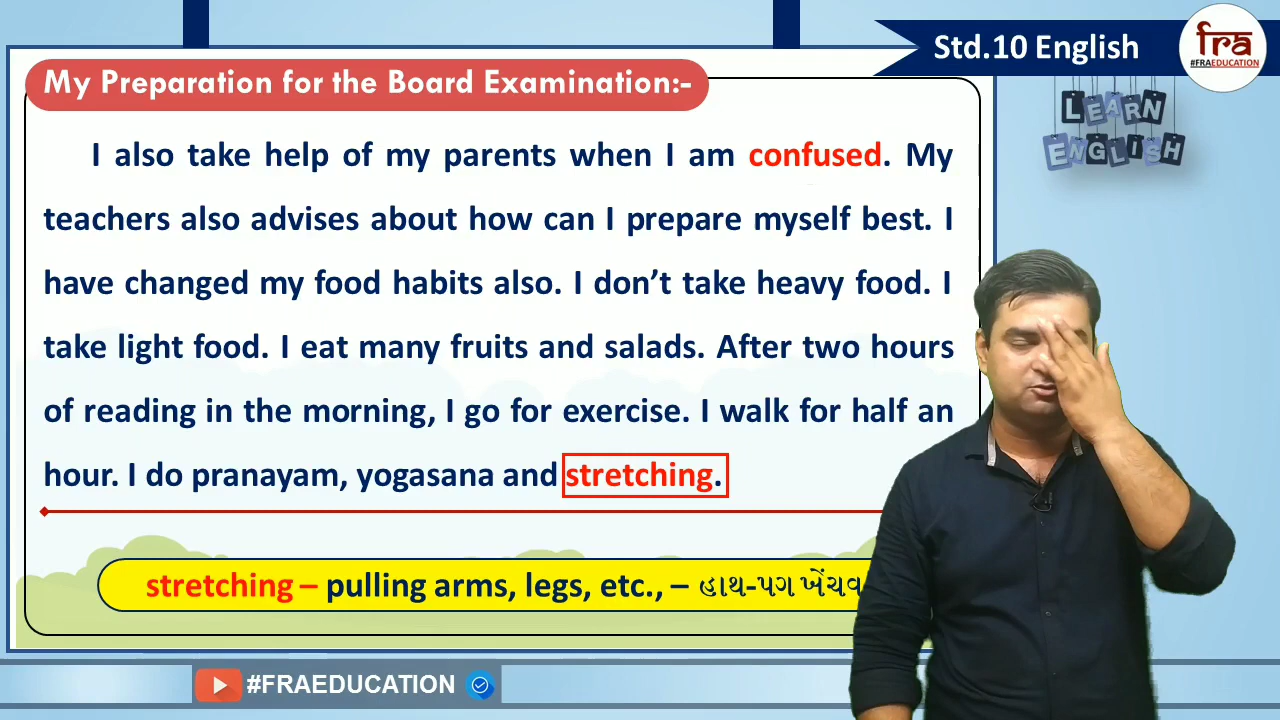 Std.10 English
fra
#FRAEDUCATION
My Preparation for the Board Examination:-
LEARN
ENGLISH
I also take help of my parents when I am confused. My
teachers also advises about how can I prepare myself best. I
have changed my food habits also. I don’t take heavy food. I
take light food. I eat many fruits and salads. After two hours
of reading in the morning, I go for exercise. I walk for half an
hour. I do pranayam, yogasana and stretching.
stretching – pulling arms, legs, etc., – હાથ-પગ
#FRAEDUCATION